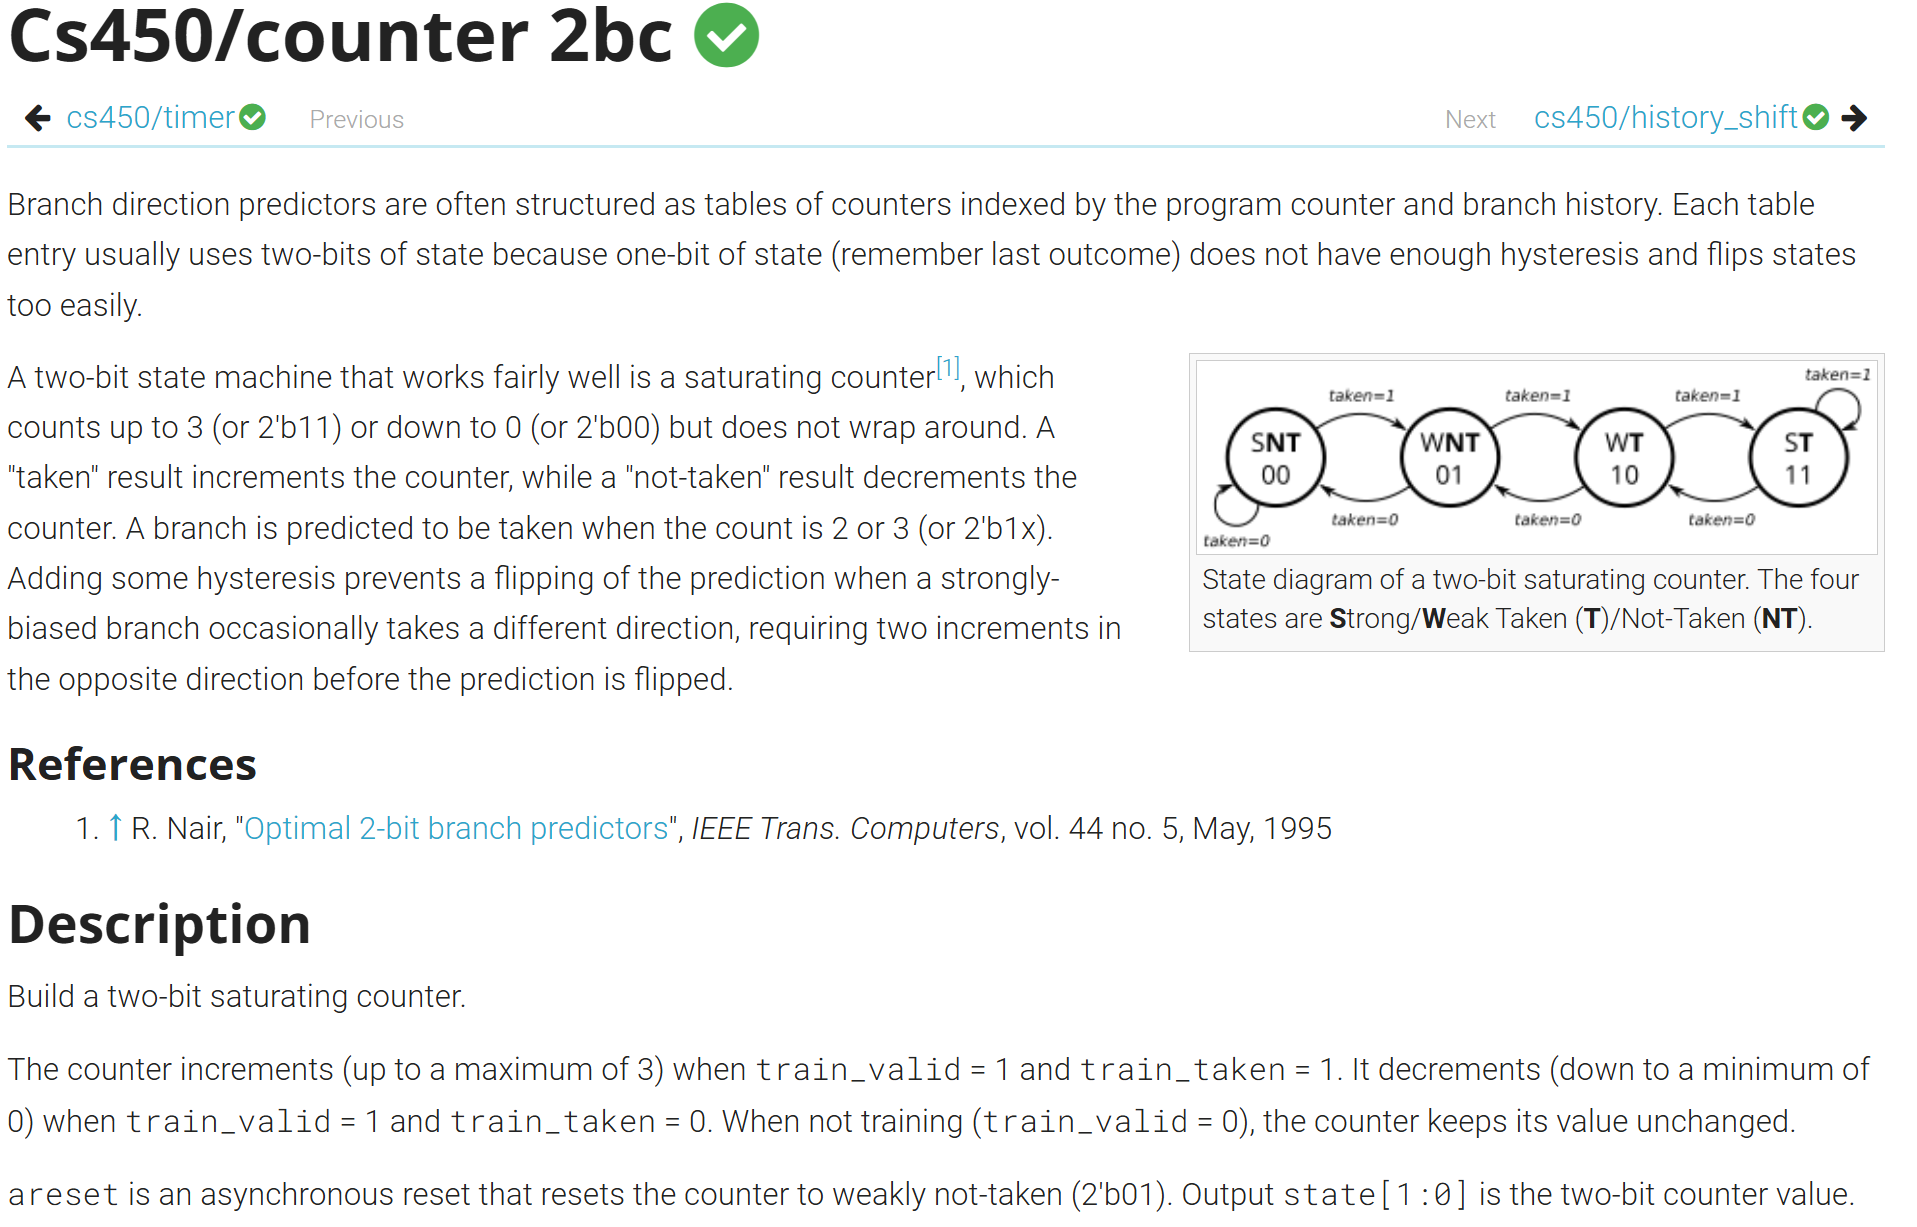 Cs450/counter 2bc
cs450/timer Previous
Next cs450/history_shift
Branch direction predictors are often structured as tables of counters indexed by the program counter and branch history. Each table
entry usually uses two-bits of state because one-bit of state (remember last outcome) does not have enough hysteresis and flips states
too easily.
A two-bit state machine that works fairly well is a saturating counter[1], which
counts up to 3 (or 2'b11) or down to 0 (or 2'b00) but does not wrap around. A
"taken" result increments the counter, while a "not-taken" result decrements the
counter. A branch is predicted to be taken when the count is 2 or 3 (or 2'b1x).
Adding some hysteresis prevents a flipping of the prediction when a strongly-
biased branch occasionally takes a different direction, requiring two increments in
the opposite direction before the prediction is flipped.
taken=1
taken=1 taken=1 taken=1
SNT WNT WT ST
00 01 10 11
taken=0 taken=0 taken=0
taken=0
State diagram of a two-bit saturating counter. The four
states are Strong/Weak Taken (T)/Not-Taken (NT).
References
1. ↑ R. Nair, "Optimal 2-bit branch predictors", IEEE Trans. Computers, vol. 44 no. 5, May, 1995
Description
Build a two-bit saturating counter.
The counter increments (up to a maximum of 3) when train_valid = 1 and train_taken = 1. It decrements (down to a minimum of
0) when train_valid = 1 and train_taken = 0. When not training (train_valid = 0), the counter keeps its value unchanged.
areset is an asynchronous reset that resets the counter to weakly not-taken (2'b01). Output state[1:0] is the two-bit counter value.